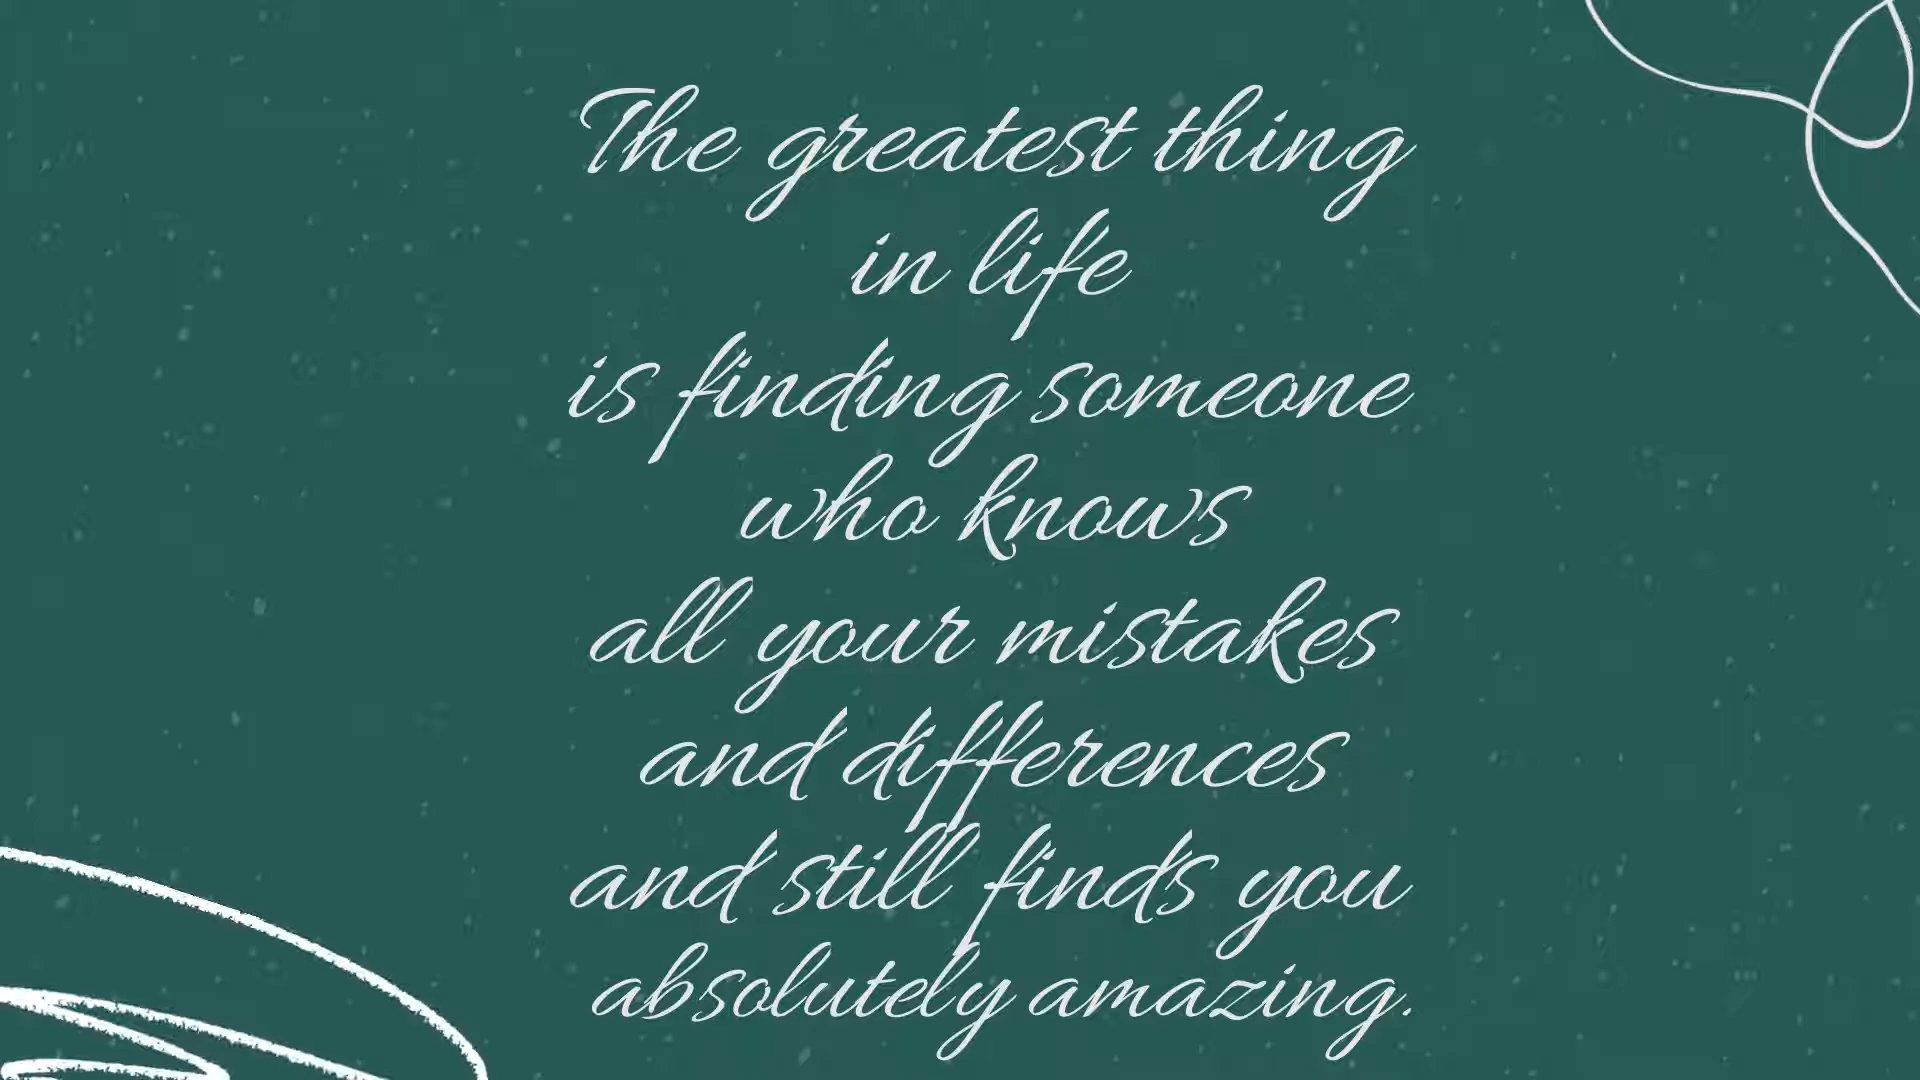 The greatest thing
in life
is finding someone
who knows
all your mistakes
and differences
and still finds you
absolutely amazing.